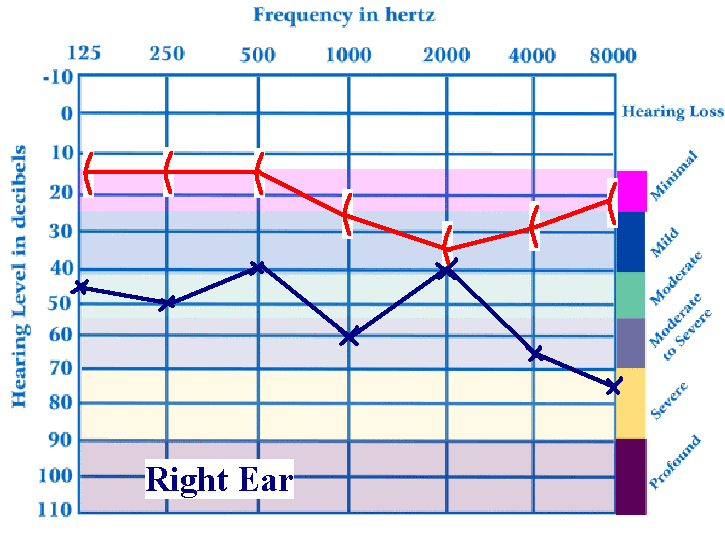 Frequency in hertz
125 250 500 1000 2000 4000 8000
-10
0
10
20
30
40
50
60
70
80
90
100
110
Hearing Level in decibels
Hearing Loss
Minimal
Mild
Moderate
Moderate
to Severe
Severe
Profound
Right Ear